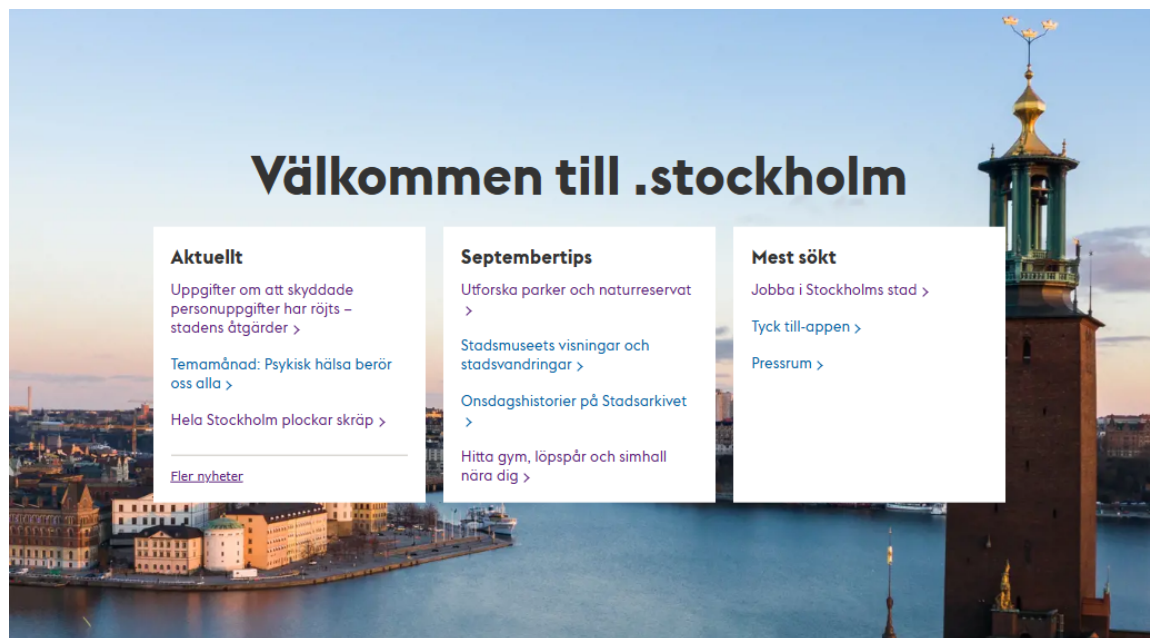 Välkommen till .stockholm
Aktuellt
Uppgifter om att skyddade
personuppgifter har röjts –
stadens åtgärder
Temamånad: Psykisk hälsa berör
oss alla
Hela Stockholm plockar skräp
Fler nyheter
Septembertips
Utforska parker och naturreservat
Stadsmuseets visningar och
stadsvandringar
Onsdagshistorier på Stadsarkivet
Hitta gym, löpspår och simhall
nära dig
Mest sökt
Jobba i Stockholms stad
Tyck till-appen
Pressrum